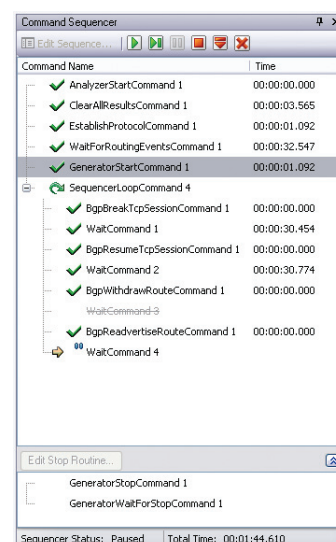 Command Sequencer
Edit Sequence...
Command Name Time
AnalyzerStartCommand 1 00:00:00.000
ClearAllResultsCommand 1 00:00:03.565
EstablishProtocolCommand 1 00:00:01.092
WaitForRoutingEventsCommand 1 00:00:32.547
GeneratorStartCommand 1 00:00:01.092
SequencerLoopCommand 4
BgpBreakTcpSessionCommand 1 00:00:00.000
WaitCommand 1 00:00:30.454
BgpResumeTcpSessionCommand 1 00:00:00.000
WaitCommand 2 00:00:30.774
BgpWithdrawRouteCommand 1 00:00:00.000
WaitCommand 3
BgpReadvertiseRouteCommand 1 00:00:00.000
WaitCommand 4
Edit Stop Routine...
GeneratorStopCommand 1
GeneratorWaitForStopCommand 1
Sequencer Status: Paused Total Time: 00:01:44.610